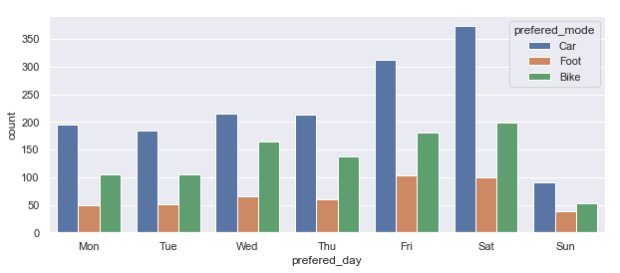 prefered_mode
Car
Foot
Bike
350
300
250
200
150
100
50
0
count
Mon Tue Wed Thu Fri Sat Sun
prefered_day